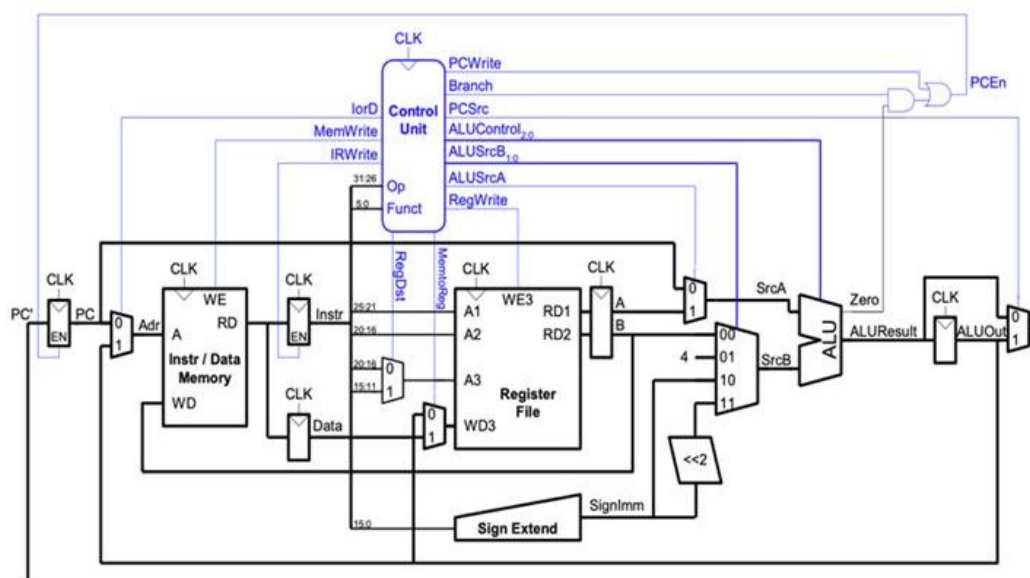 CLK
PCWrite
Branch
PCEn
IorD
Control
Unit
PCSrc
MemWrite
ALUControl2:0
IRWrite
ALUSrcB1:0
31:26
Op
ALUSrcA
5:0
Funct
RegWrite
RegDst
MemtoReg
CLK
CLK
CLK
CLK
CLK
PC'
EN
PC
0
1
Adr
A
WE
RD
Instr / Data
Memory
WD
EN
Instr
Data
25:21
20:16
20:16
15:11
0
1
0
1
A1
A2
A3
WD3
WE3
RD1
RD2
Register
File
A
B
0
1
SrcA
4
00
01
10
11
SrcB
ALU
Zero
ALUResult
CLK
ALUOut
0
1
<<2
SignImm
15:0
Sign Extend